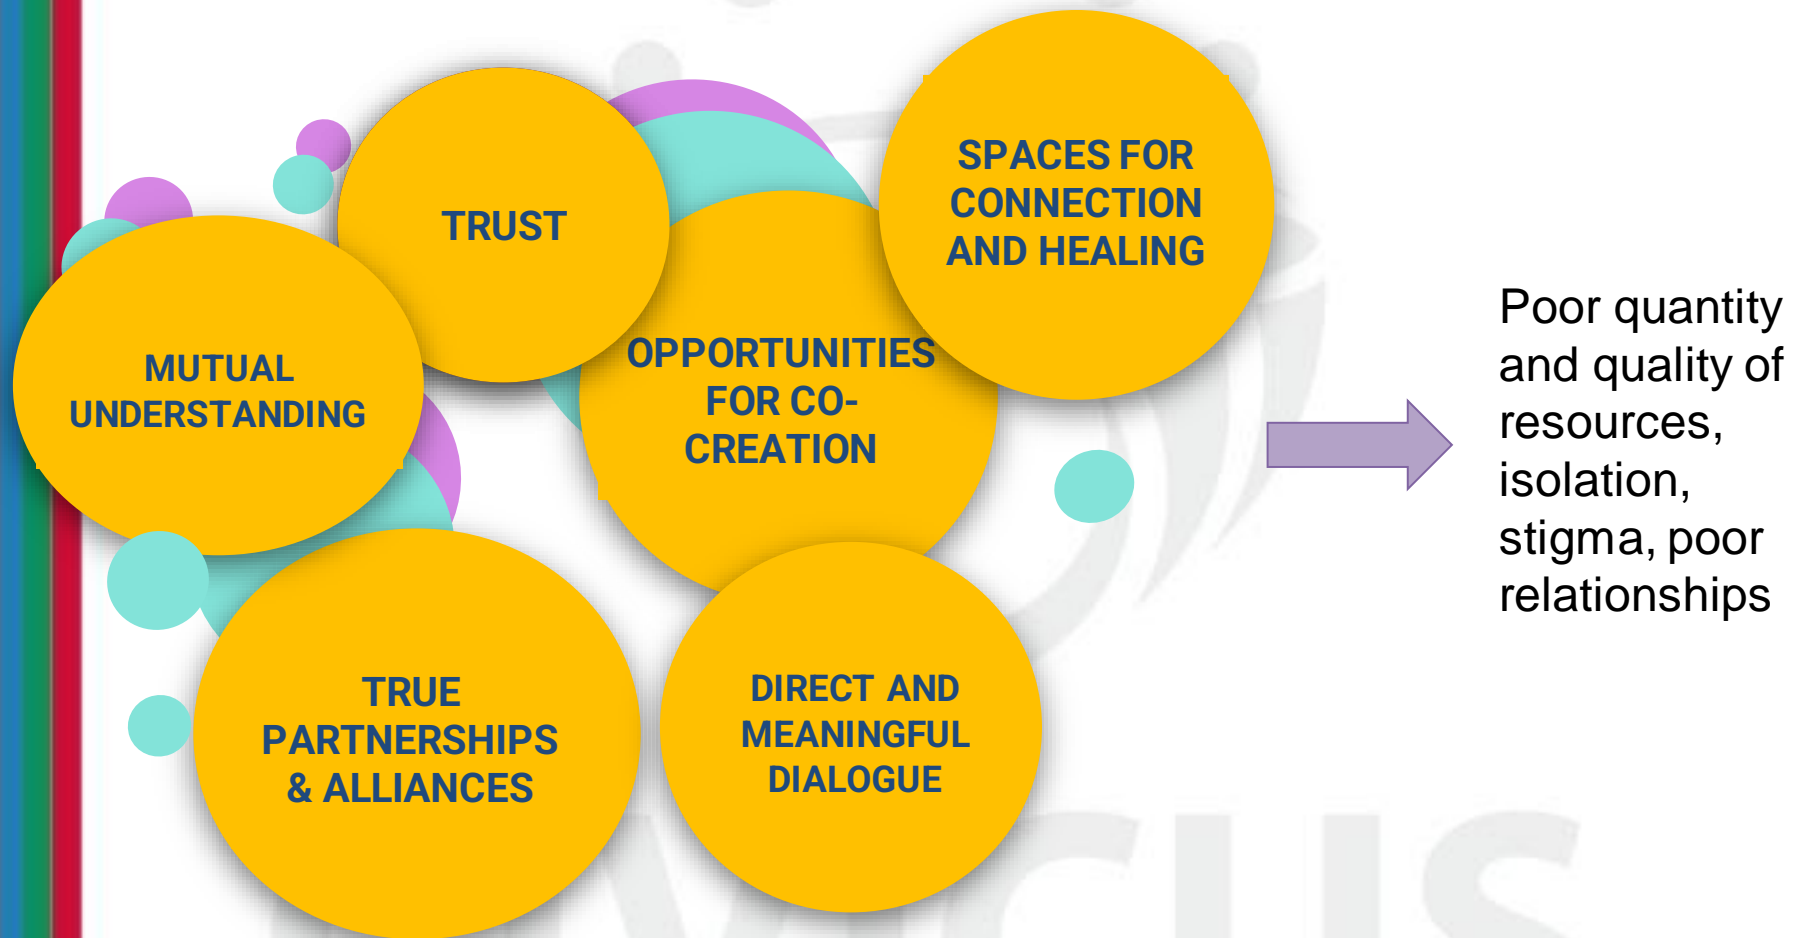 TRUST
SPACES FOR
CONNECTION
AND HEALING
MUTUAL
UNDERSTANDING
OPPORTUNITIES
FOR CO-
CREATION
TRUE
PARTNERSHIPS
& ALLIANCES
DIRECT AND
MEANINGFUL
DIALOGUE
Poor quantity
and quality of
resources,
isolation,
stigma, poor
relationships